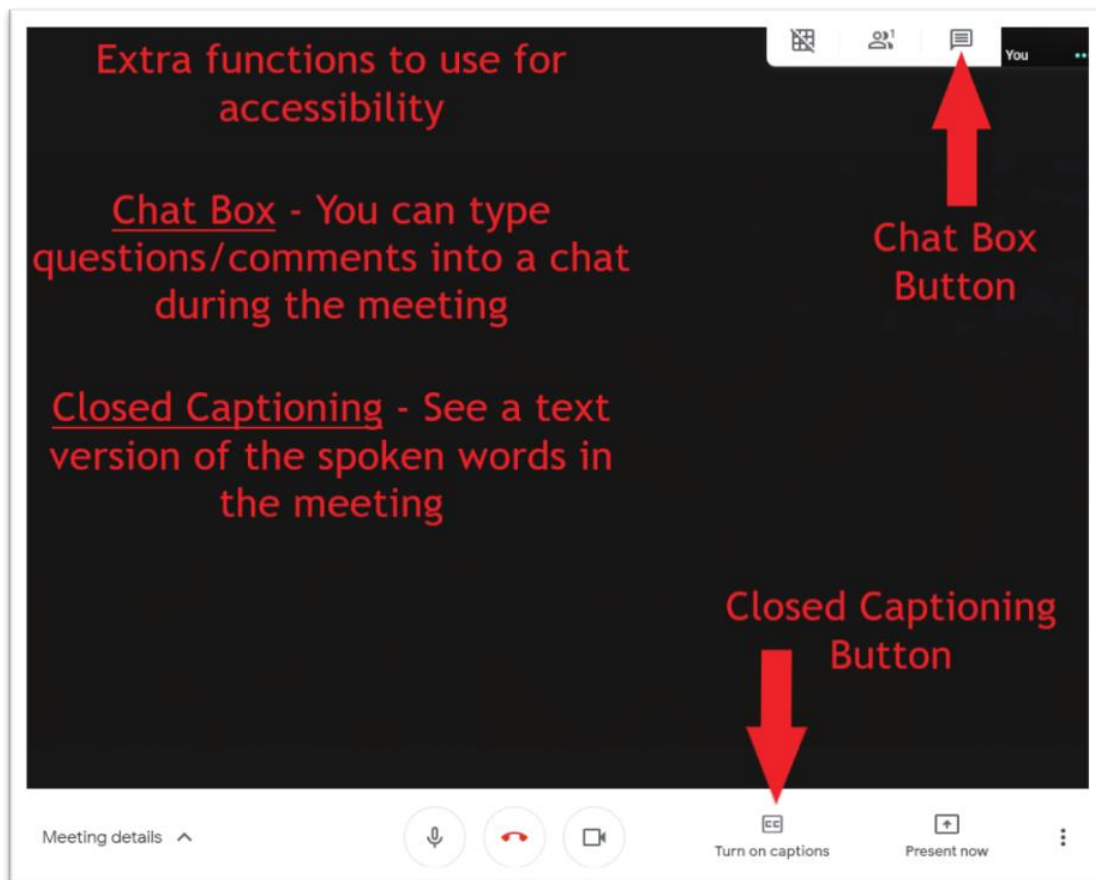 Extra functions to use for
accessibility
Chat Box - You can type
questions/comments into a chat
during the meeting
Closed Captioning - See a text
version of the spoken words in
the meeting
1
You
Chat Box
Button
Closed Captioning
Button
Meeting details
CC
Turn on captions
Present now